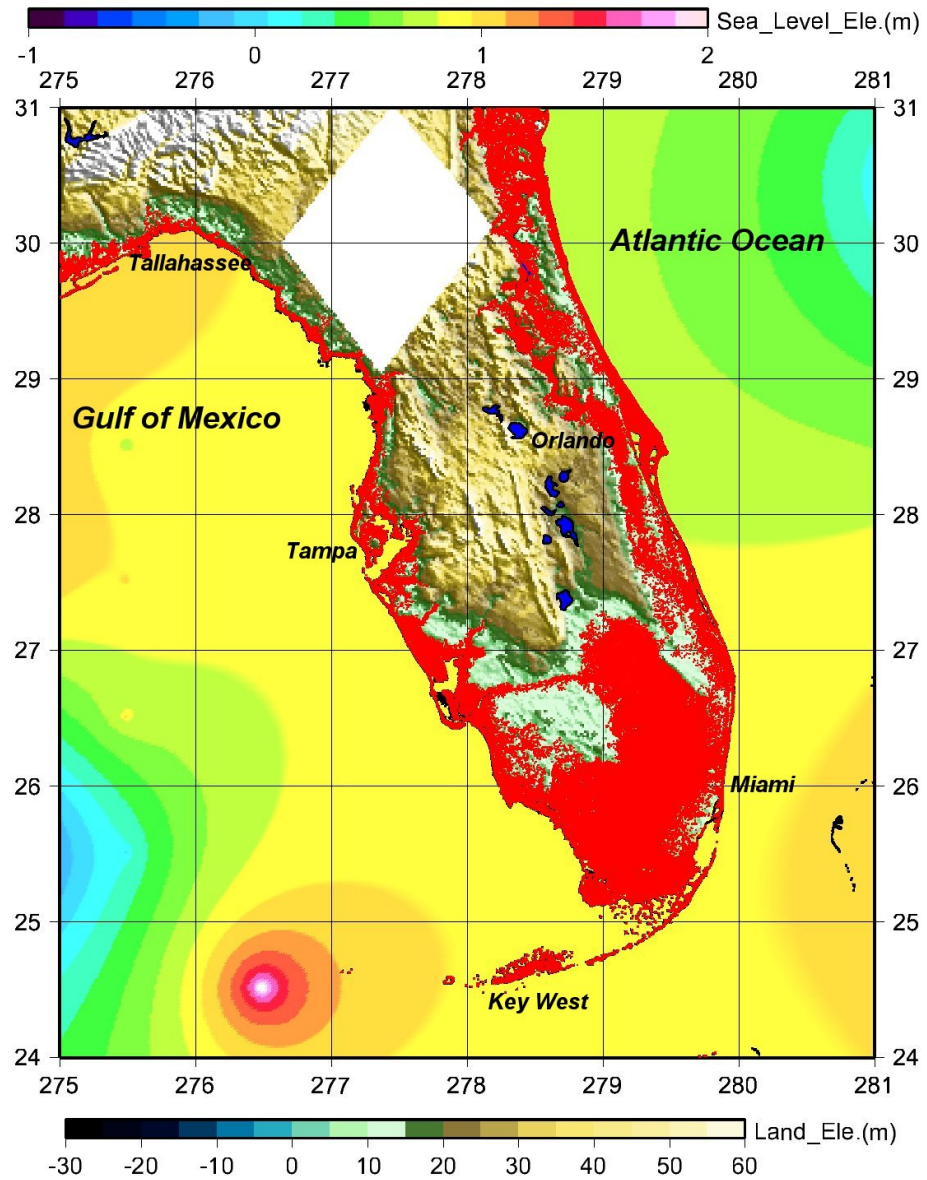 Sea_Level_Ele.(m)
-1 0 1 2
275 276 277 278 279 280 281
31 31
30 Atlantic Ocean 30
Tallahassee
29 29
Gulf of Mexico
Orlando
28 28
Tampa
27 27
26 Miami 26
25 25
Key West
24 24
275 276 277 278 279 280 281
Land_Ele.(m)
-30 -20 -10 0 10 20 30 40 50 60